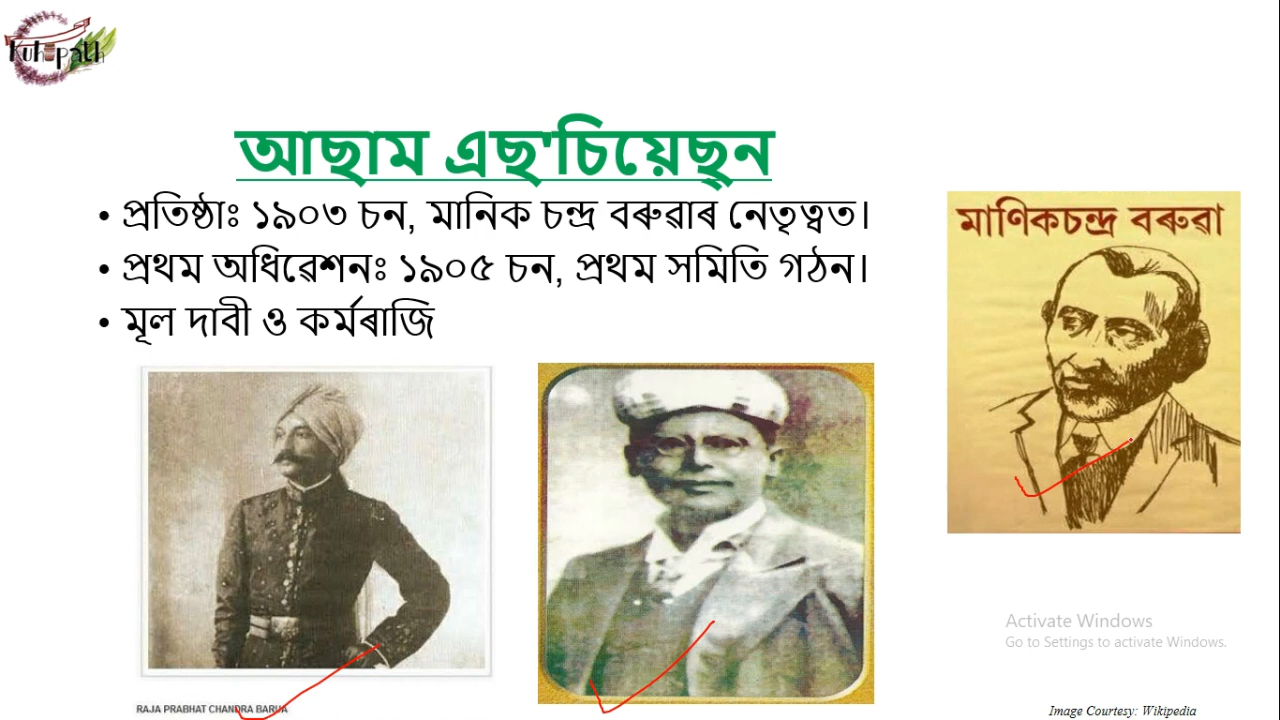 Kuhipath
আছাম এছ'চিয়েছ্ন
• প্ৰতিষ্ঠাঃ ১৯০৩ চন, মানিক চন্দ্ৰ বৰুৱাৰ নেতৃত্বত।
• প্ৰথম অধিৱেশনঃ ১৯০৫ চন, প্ৰথম সমিতি গঠন।
• মূল দাবী ও কৰ্মৰাজি
মাণিকচন্দ্ৰ বৰুৱা
RAJA PRABHAT CHANDRA BARUA
Activate Windows
Go to Settings to activate Windows.
Image Courtesy: Wikipedia